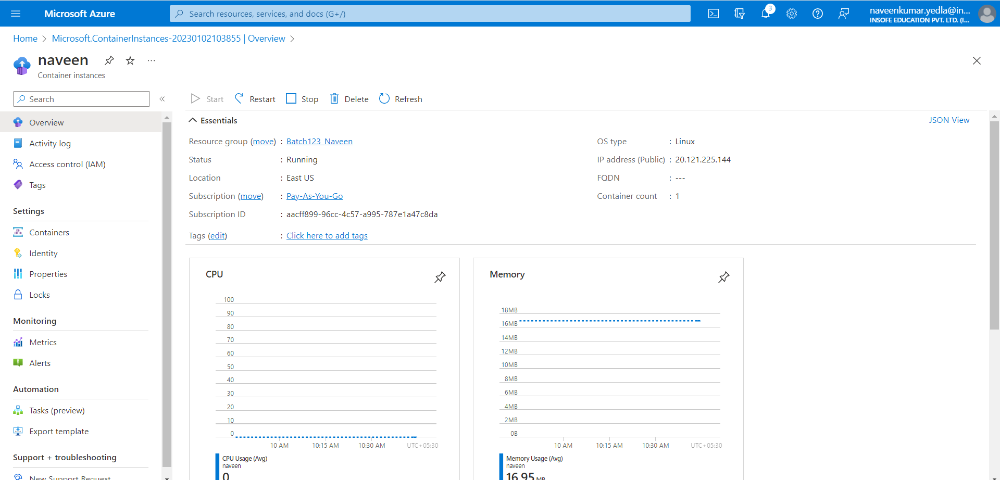 Microsoft Azure
Search resources, services, and docs (G+/)
3
naveenkumar.yedla@in...
INSOFE EDUCATION PVT. LTD. (I...
Home > Microsoft.ContainerInstances-20230102103855 | Overview >
naveen
...
Container instances
Search
«
Start
Restart
Stop
Delete
Refresh
Overview
Activity log
Access control (IAM)
Tags
Settings
Containers
Identity
Properties
Locks
Monitoring
Metrics
Alerts
Automation
Tasks (preview)
Export template
Support + troubleshooting
New Support Request
Essentials
JSON View
Resource group (move) : Batch123_Naveen
Status : Running
Location : East US
Subscription (move) : Pay-As-You-Go
Subscription ID : aacff899-96cc-4c57-a995-787e1a47c8da
Tags (edit) : Click here to add tags
OS type : Linux
IP address (Public) : 20.121.225.144
FQDN : ---
Container count : 1
CPU
100
90
80
70
60
50
40
30
20
10
0
10 AM 10:15 AM 10:30 AM UTC+05:30
CPU Usage (Avg)
naveen
0
Memory
18MB
16MB
14MB
12MB
10MB
8MB
6MB
4MB
2MB
0B
10 AM 10:15 AM 10:30 AM UTC+05:30
Memory Usage (Avg)
naveen
16.95 MB